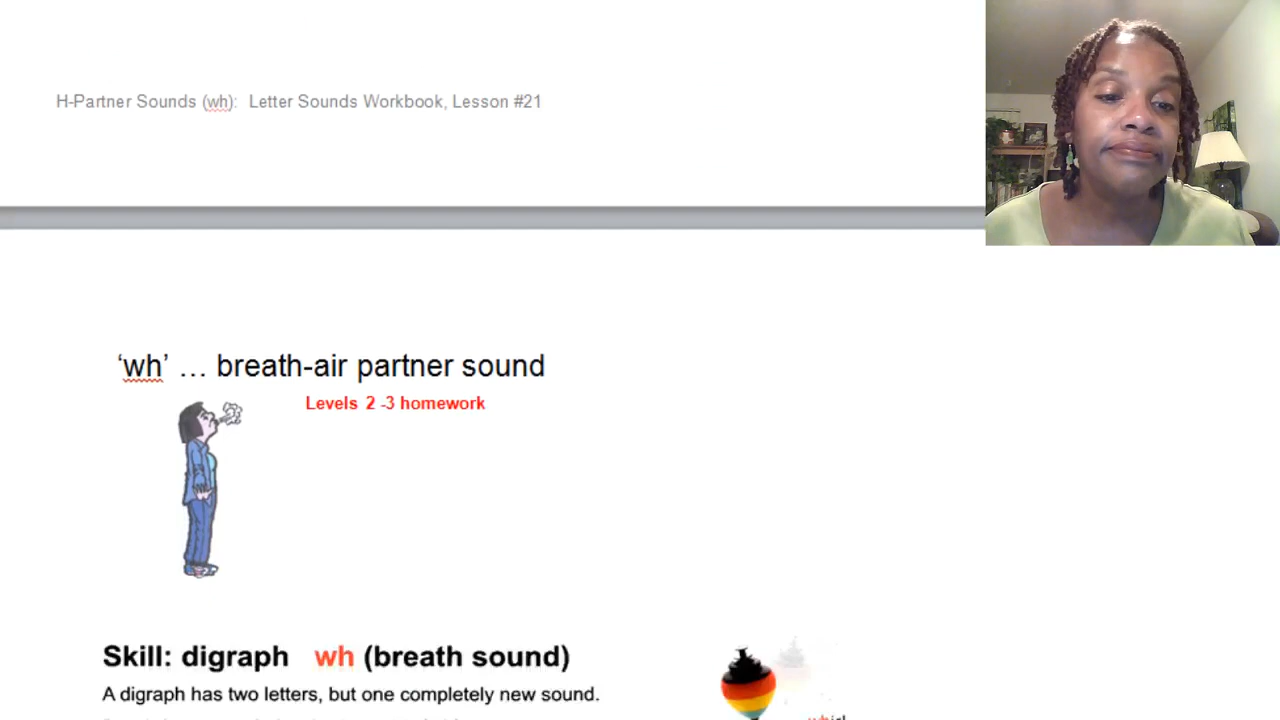 H-Partner Sounds (wh):  Letter Sounds Workbook, Lesson #21
‘wh’ … breath-air partner sound
Levels 2 -3 homework
Skill: digraph wh (breath sound)
A digraph has two letters, but one completely new sound.